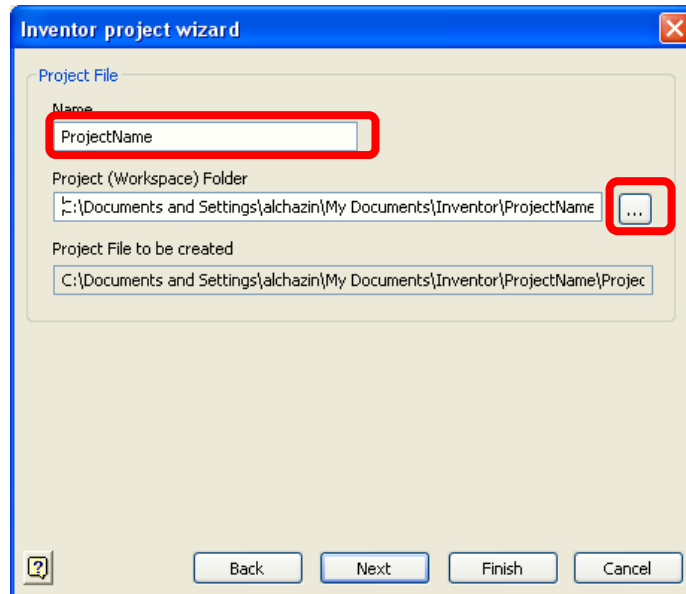 Inventor project wizard
Project File
Name
ProjectName
Project (Workspace) Folder
C:\Documents and Settings\alchazin\My Documents\Inventor\ProjectName
...
Project File to be created
C:\Documents and Settings\alchazin\My Documents\Inventor\ProjectName\Projec
Back Next Finish Cancel